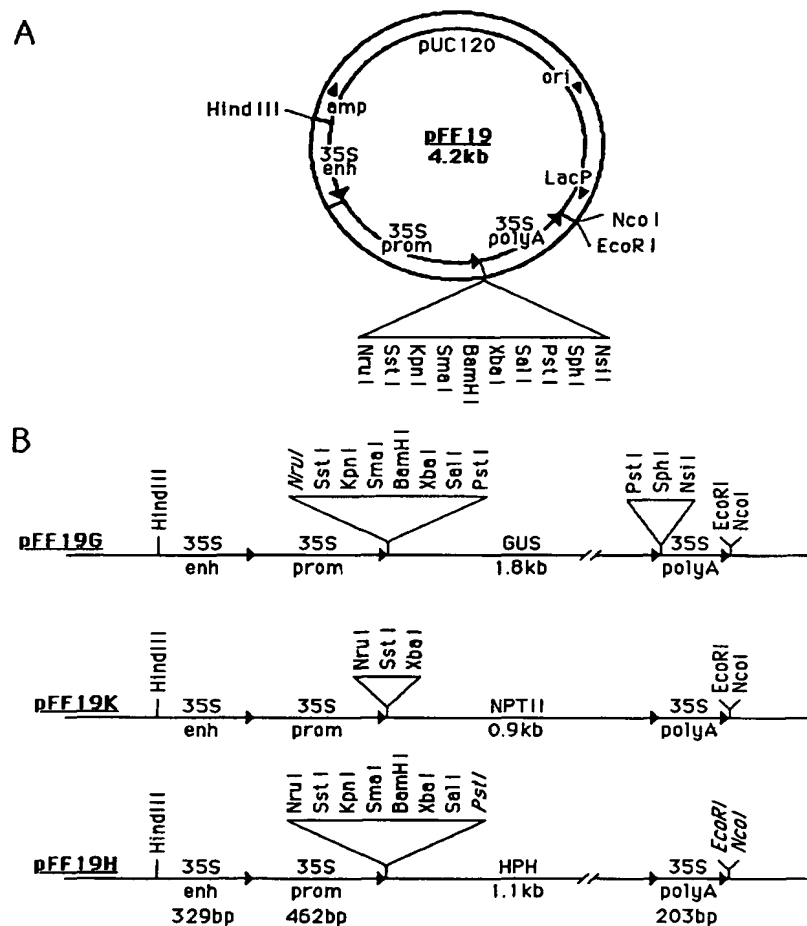 A
pUC120
ori
HindIII
amp
pFF19
4.2kb
35S
enh
LacP
NcoI
EcoRI
35S
prom
35S
polyA
NruI
SstI
KpnI
SmaI
BamHI
XbaI
SalI
PstI
SphI
NsiI
B
NruI
SstI
KpnI
SmaI
BamHI
XbaI
SalI
PstI
PstI
SphI
NsiI
HindIII
EcoRI
NcoI
pFF19G
35S
enh
35S
prom
GUS
1.8kb
35S
polyA
NruI
SstI
XbaI
HindIII
EcoRI
NcoI
pFF19K
35S
enh
35S
prom
NPTII
0.9kb
35S
polyA
NruI
SstI
KpnI
SmaI
BamHI
XbaI
SalI
PstI
HindIII
EcoRI
NcoI
pFF19H
35S
enh
329bp
35S
prom
462bp
HPH
1.1kb
35S
polyA
203bp